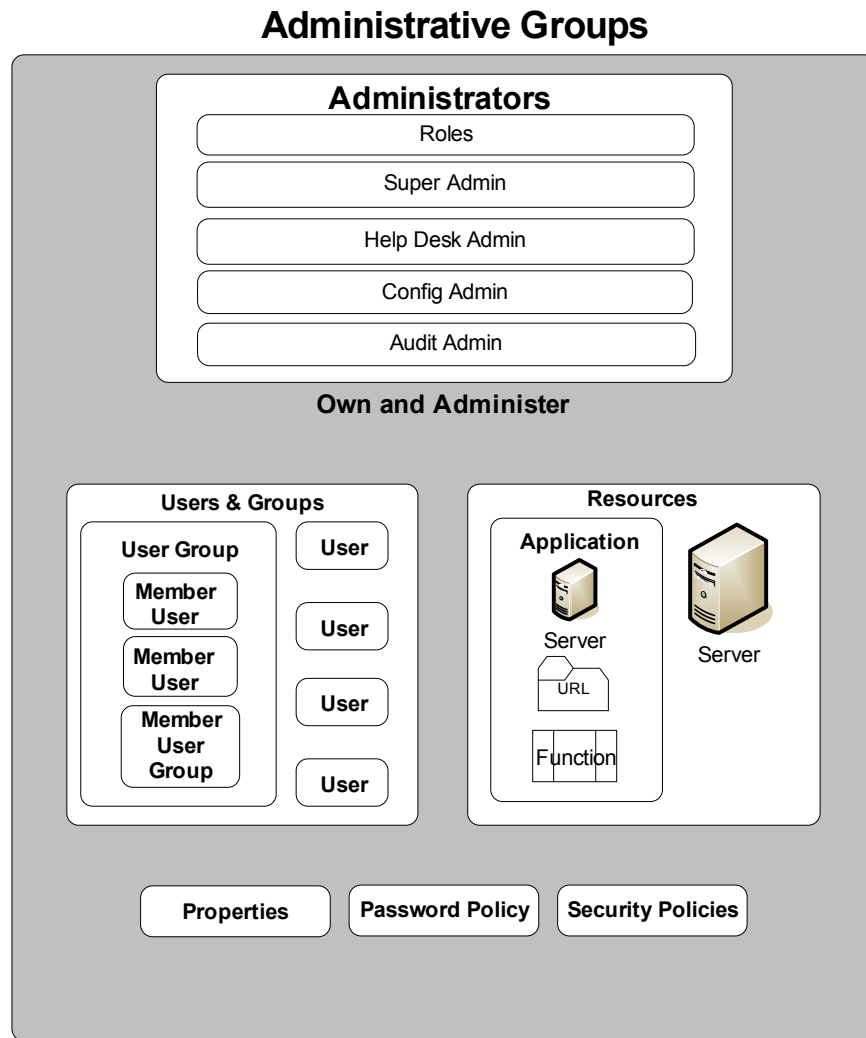 Administrative Groups
Administrators
Roles
Super Admin
Help Desk Admin
Config Admin
Audit Admin
Own and Administer
Users & Groups
User Group
Member
User
Member
User
Member
User
Group
User
User
User
User
Resources
Application
Server
URL
Function
Server
Properties
Password Policy
Security Policies